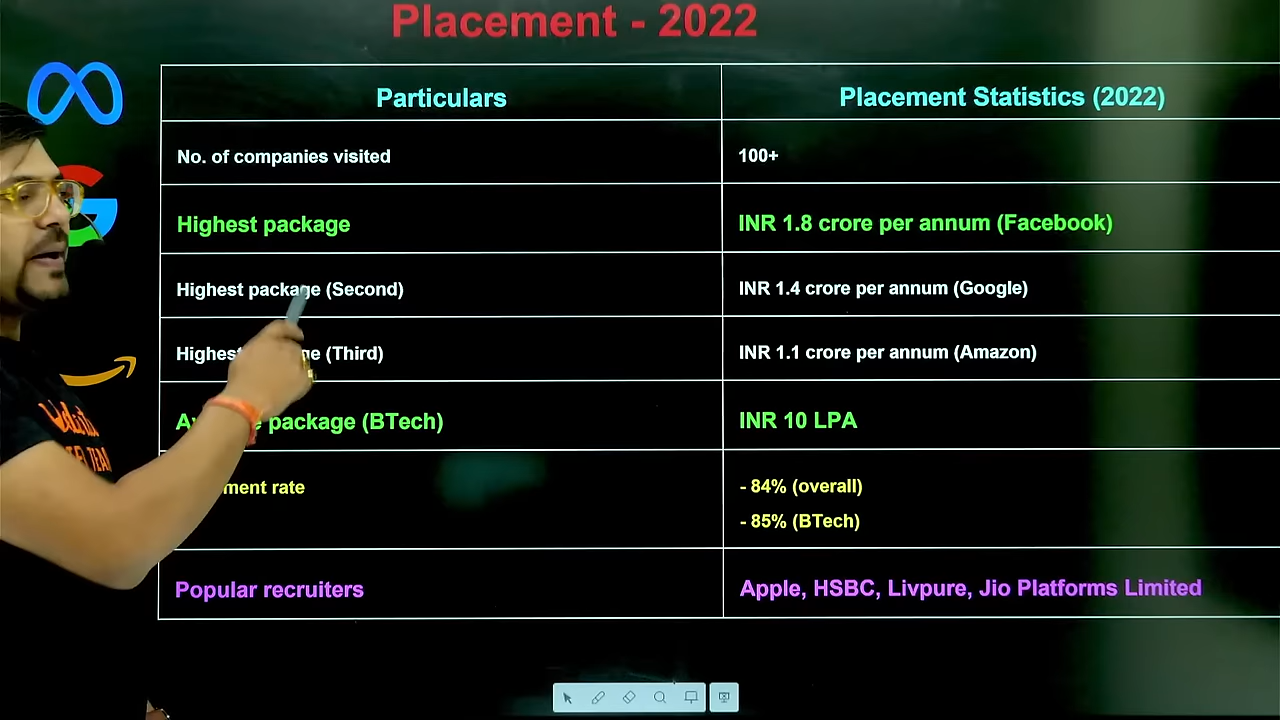 Placement - 2022
Particulars
Placement Statistics (2022)
No. of companies visited
100+
Highest package
INR 1.8 crore per annum (Facebook)
Highest package (Second)
INR 1.4 crore per annum (Google)
Highest (Third)
INR 1.1 crore per annum (Amazon)
package (BTech)
INR 10 LPA
rate
- 84% (overall)
- 85% (BTech)
Popular recruiters
Apple, HSBC, Livpure, Jio Platforms Limited
TEAM